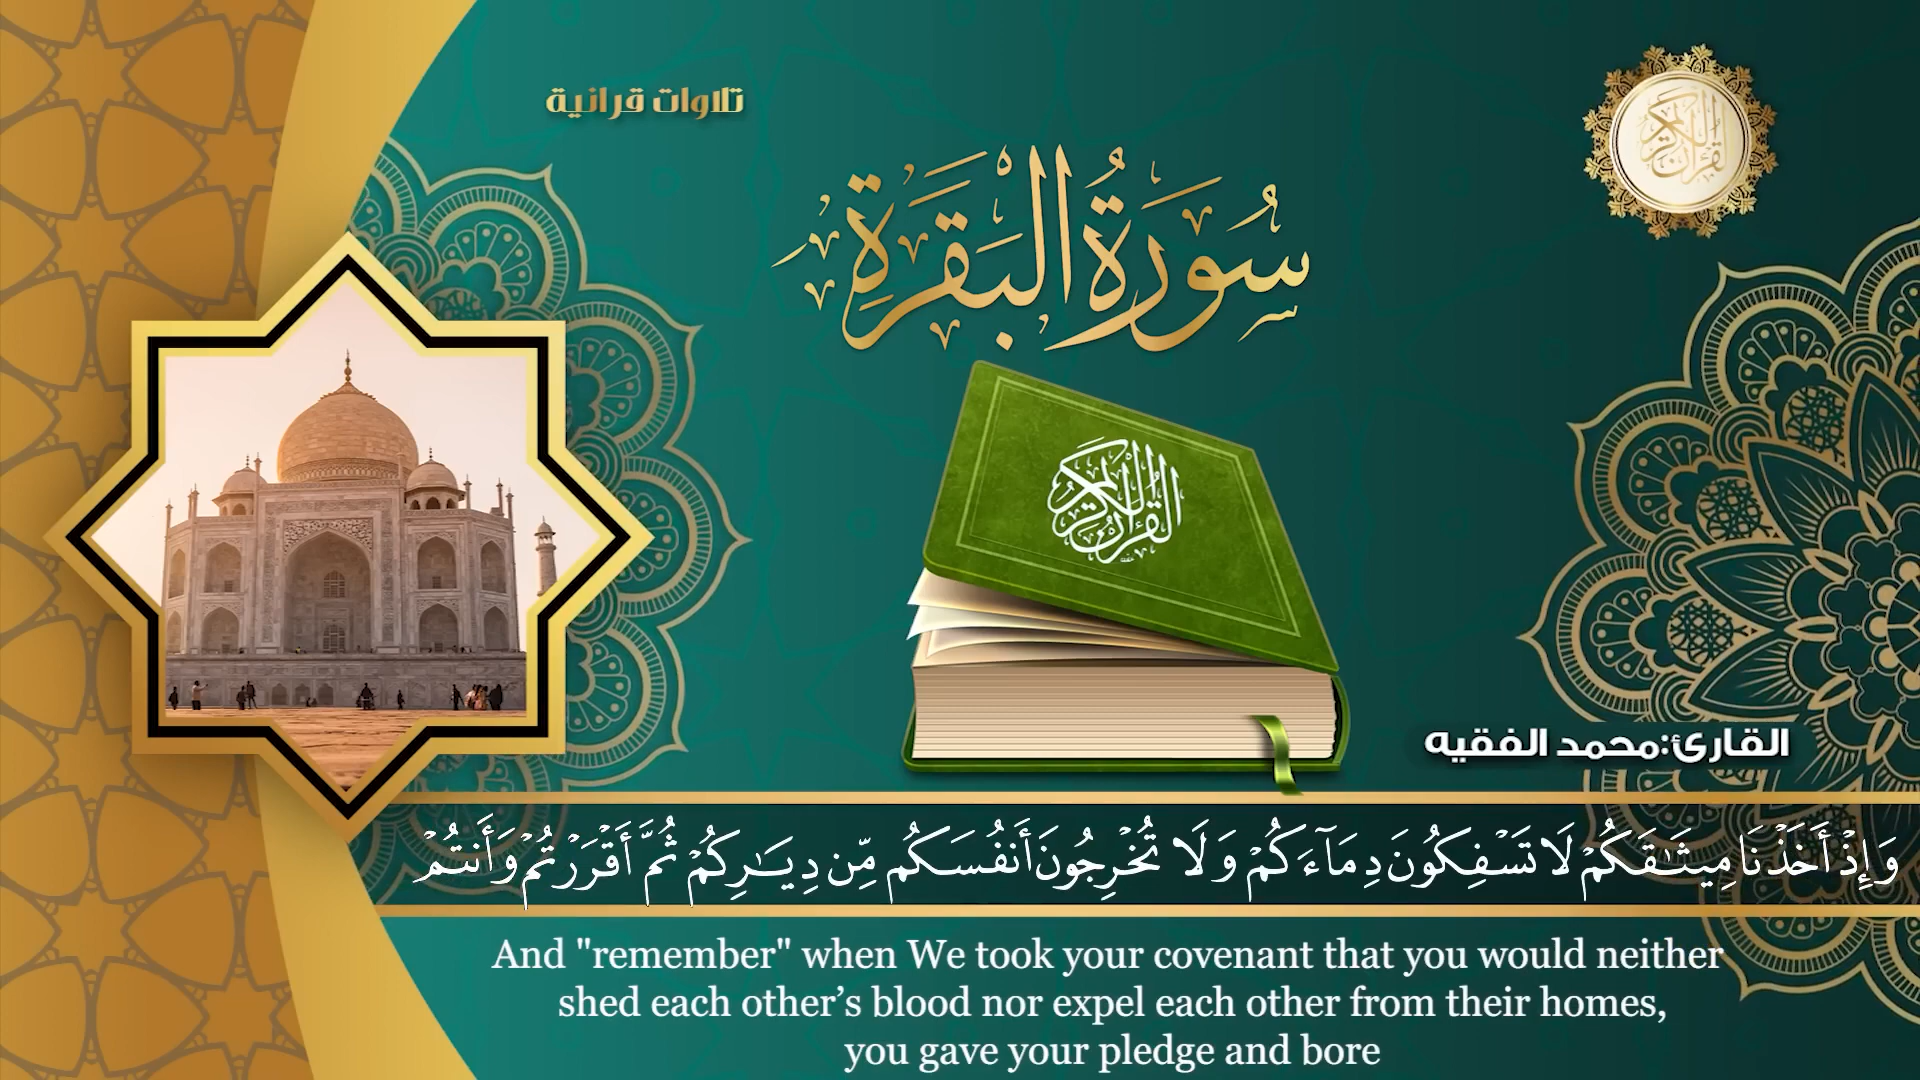 تلاوات قرانية
القرآن الكريم
سُورَةُ البَقَرَةِ
القرآن الكريم
القارئ:محمد الفقيه
وَإِذْ أَخَذْنَا مِيثَـٰقَكُمْ لَا تَسْفِكُونَ دِمَآءَكُمْ وَلَا تُخْرِجُونَ أَنفُسَكُم مِّن دِيَـٰرِكُمْ ثُمَّ أَقْرَرْتُمْ وَأَنتُمْ
And "remember" when We took your covenant that you would neither
shed each other’s blood nor expel each other from their homes,
you gave your pledge and bore